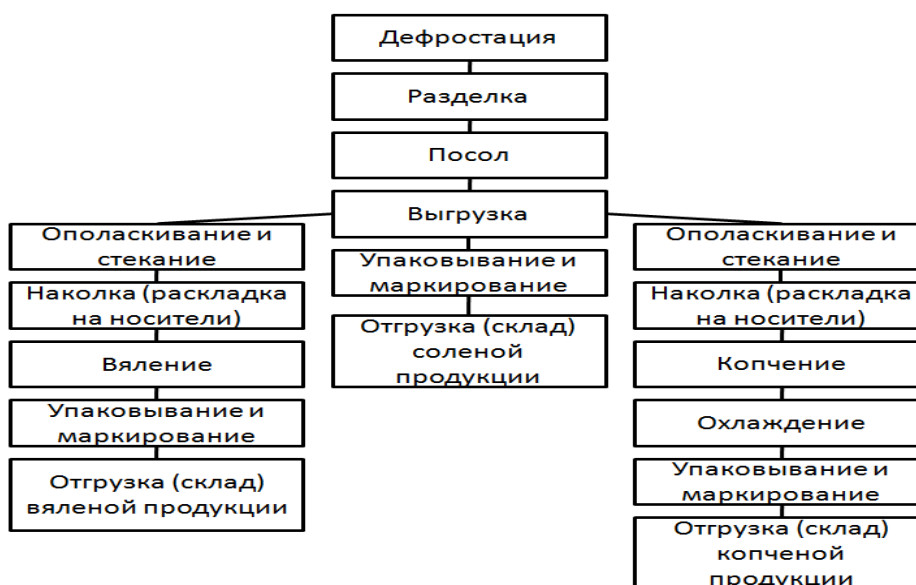 Дефростация
Разделка
Посол
Выгрузка
Ополаскивание и
стекание
Наколка (раскладка
на носители)
Вяление
Упаковывание и
маркирование
Отгрузка (склад)
вяленой продукции
Упаковывание и
маркирование
Отгрузка (склад)
соленой
продукции
Ополаскивание и
стекание
Наколка (раскладка
на носители)
Копчение
Охлаждение
Упаковывание и
маркирование
Отгрузка (склад)
копченой
продукции